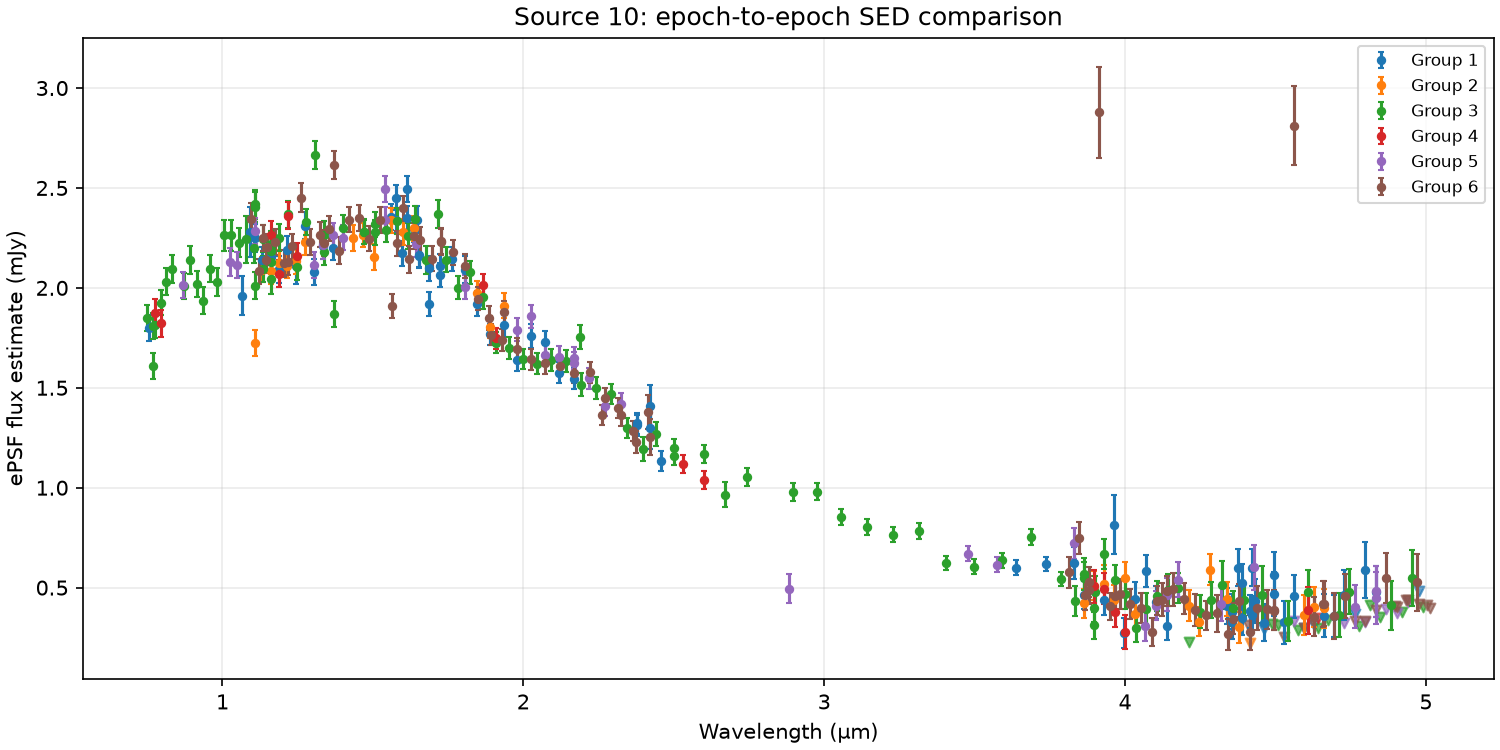 Source 10: epoch-to-epoch SED comparison
ePSF flux estimate (mJy)
3.0
2.5
2.0
1.5
1.0
0.5
1
2
3
4
5
Wavelength (μm)
Group 1
Group 2
Group 3
Group 4
Group 5
Group 6